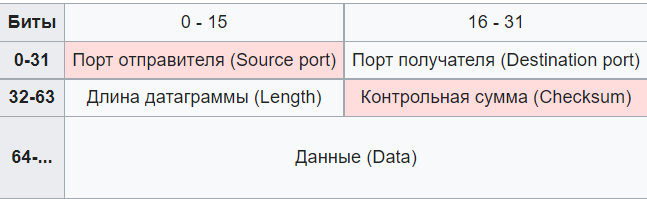 Биты 0 - 15 16 - 31
0-31 Порт отправителя (Source port) Порт получателя (Destination port)
32-63 Длина датаграммы (Length) Контрольная сумма (Checksum)
64-... Данные (Data)